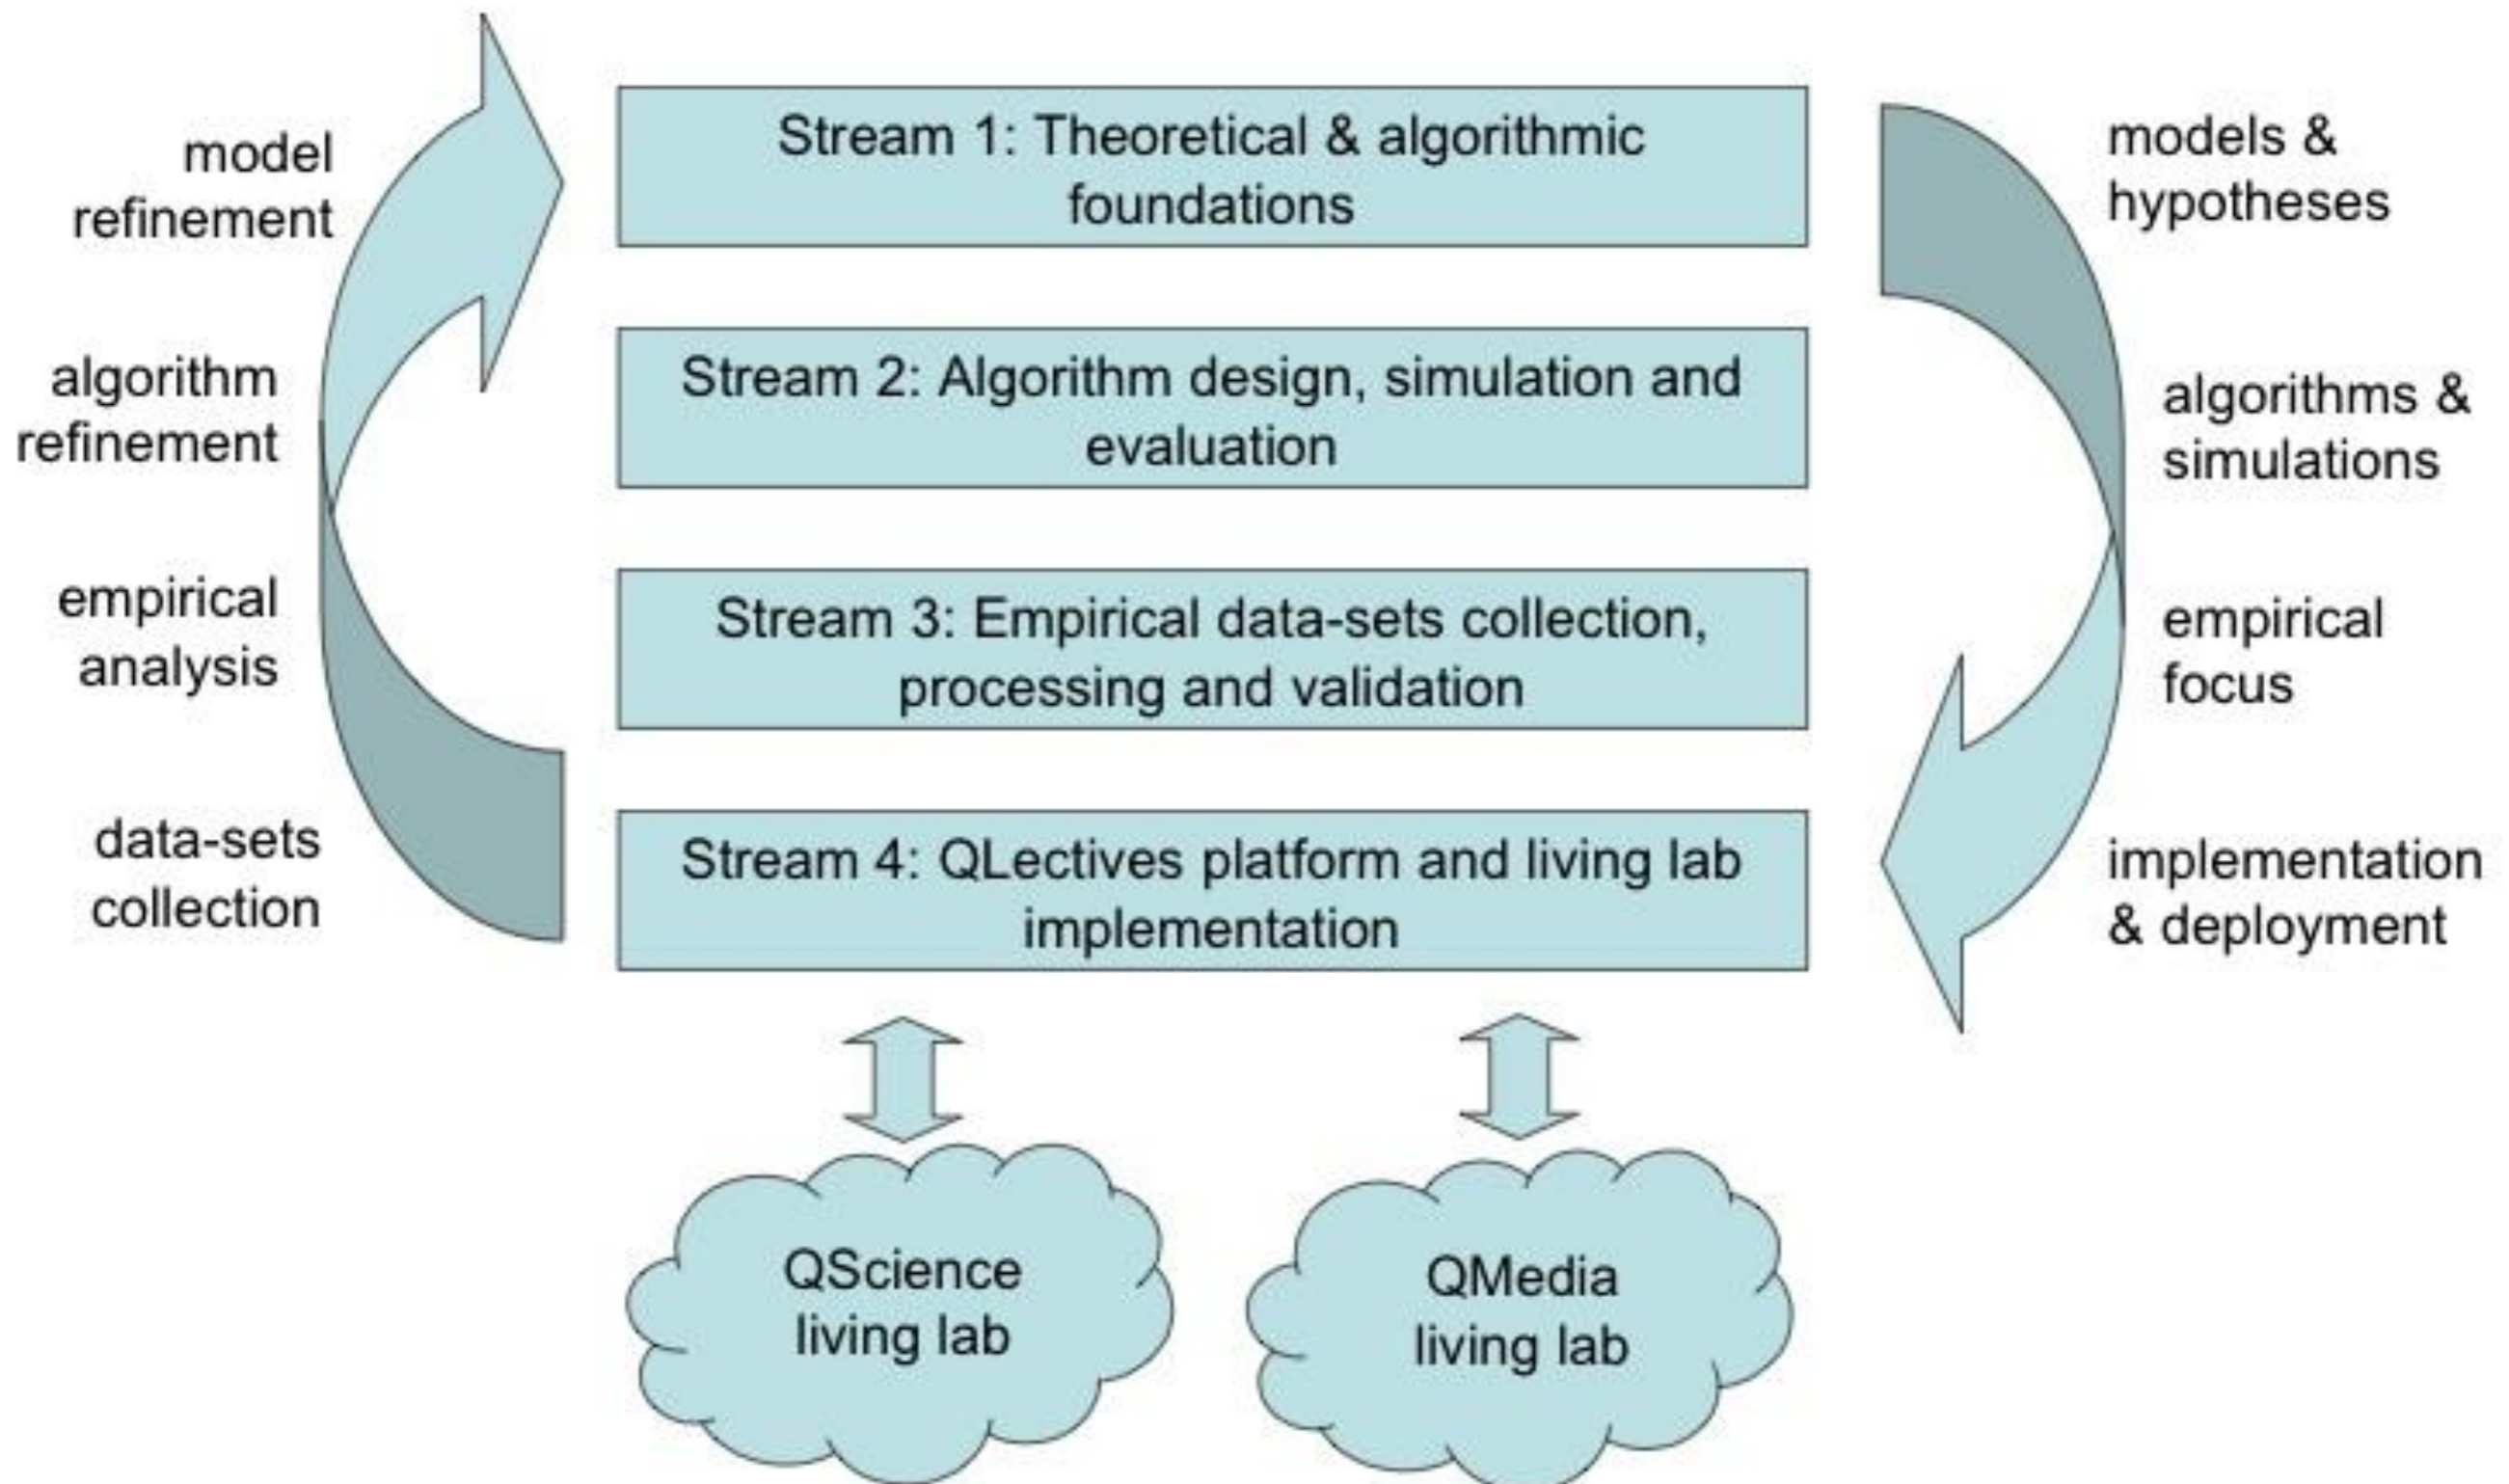 model
refinement
Stream 1: Theoretical & algorithmic
foundations
models &
hypotheses
algorithm
refinement
Stream 2: Algorithm design, simulation and
evaluation
algorithms &
simulations
empirical
analysis
Stream 3: Empirical data-sets collection,
processing and validation
empirical
focus
data-sets
collection
Stream 4: QLectives platform and living lab
implementation
implementation
& deployment
QScience
living lab
QMedia
living lab